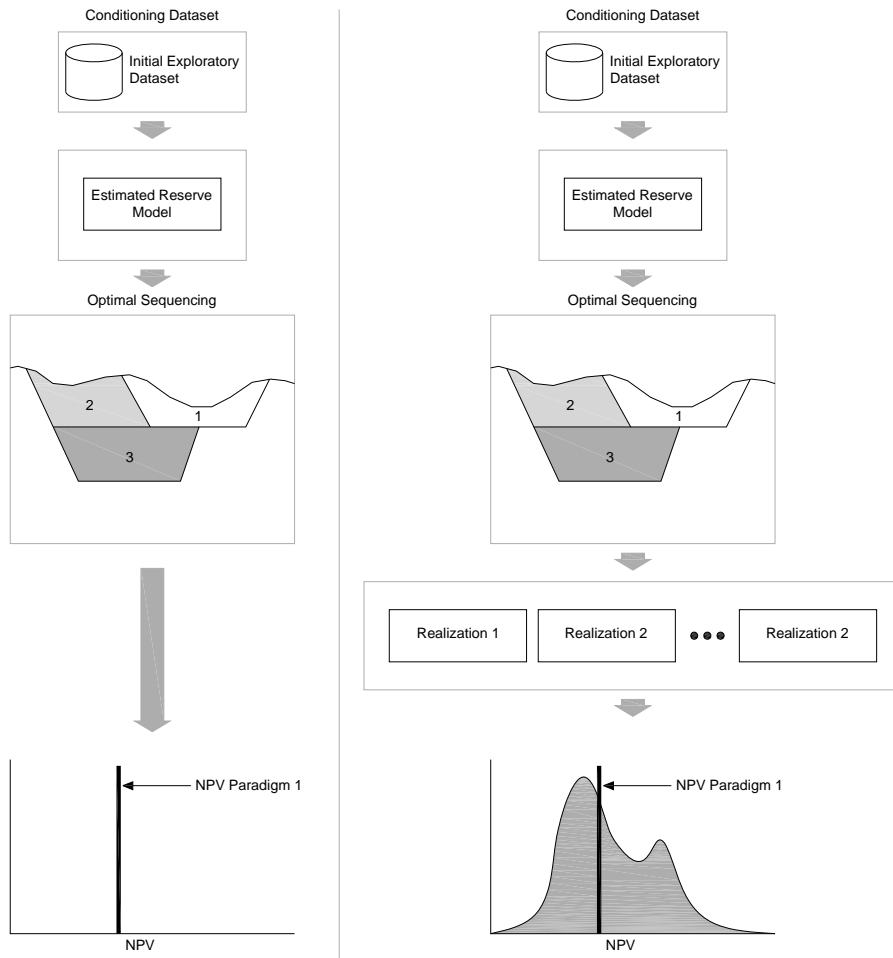 Conditioning Dataset
Initial Exploratory
Dataset
Estimated Reserve
Model
Optimal Sequencing
2
1
3
NPV Paradigm 1
NPV
Conditioning Dataset
Initial Exploratory
Dataset
Estimated Reserve
Model
Optimal Sequencing
2
1
3
Realization 1
Realization 2
Realization 2
NPV Paradigm 1
NPV